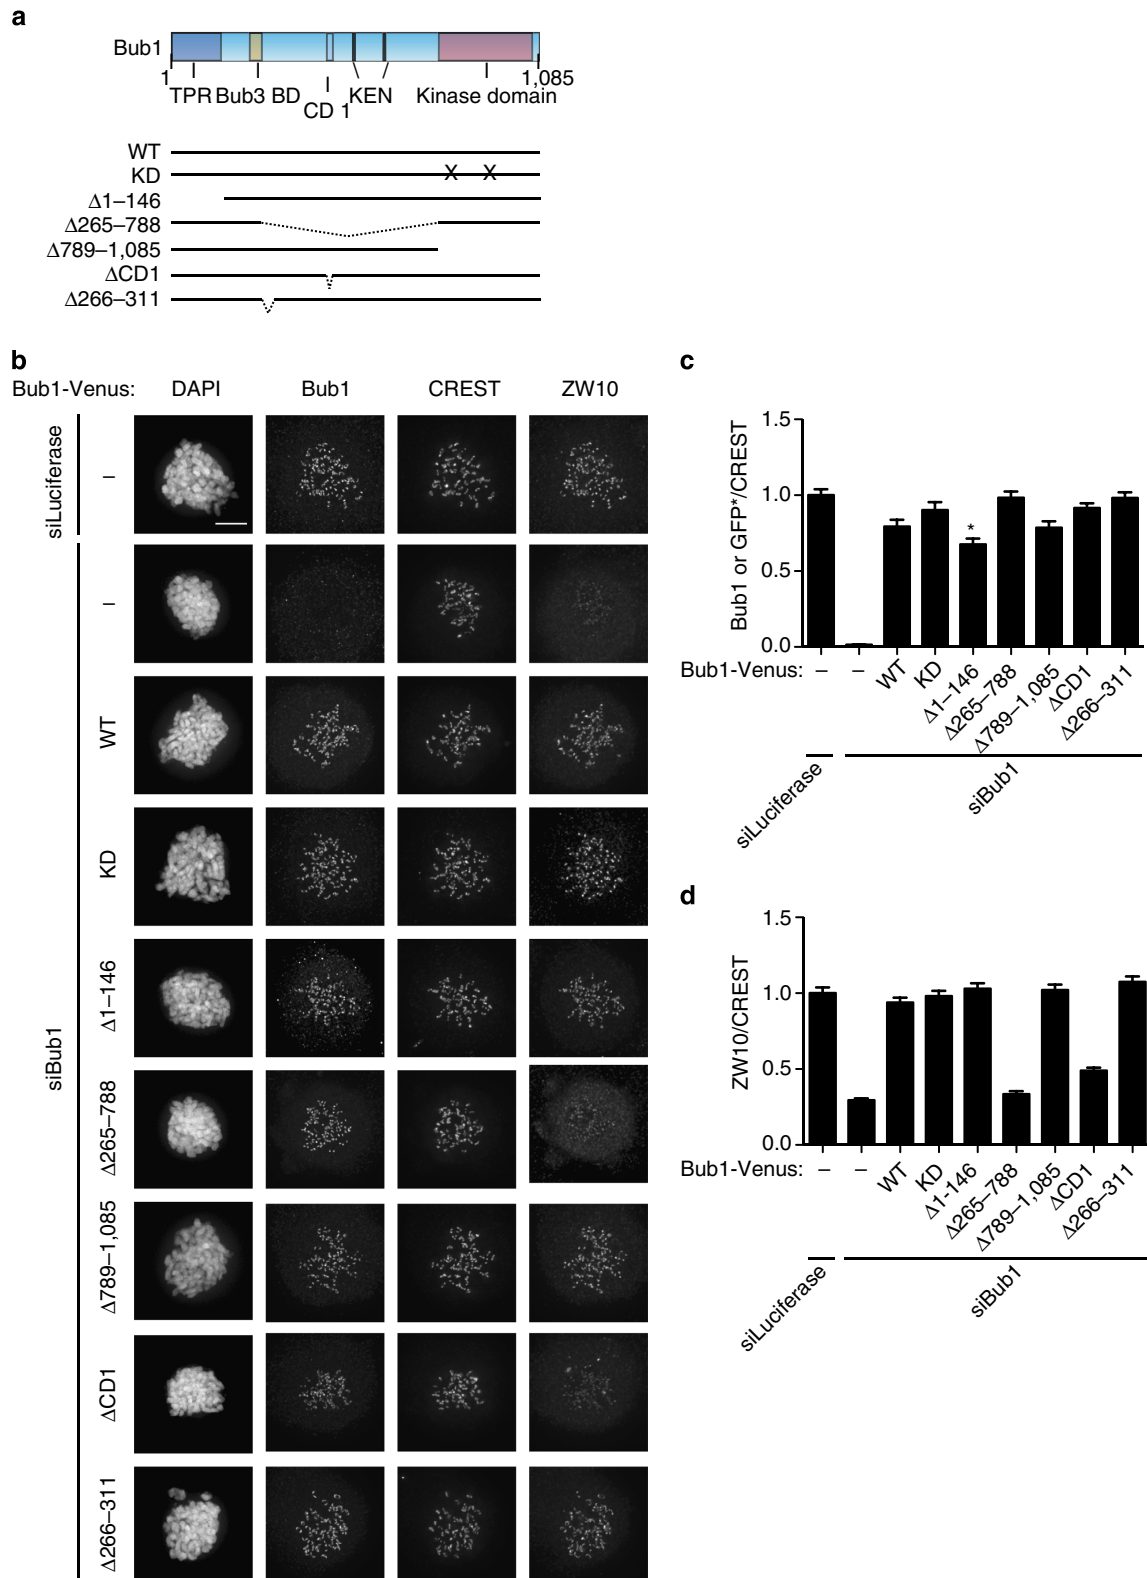 a
Bub1
1
1,085
TPR
Bub3 BD
CD 1
KEN
Kinase domain
WT
KD
X X
Δ1–146
Δ265–788
Δ789–1,085
ΔCD1
Δ266–311
b
Bub1-Venus:
DAPI
Bub1
CREST
ZW10
siLuciferase
–
siBub1
–
WT
KD
Δ1–146
Δ265–788
Δ789–1,085
ΔCD1
Δ266–311
c
Bub1 or GFP*/CREST
1.5
1.0
0.5
0.0
*
Bub1-Venus:
–
–
WT
KD
Δ1–146
Δ265–788
Δ789–1,085
ΔCD1
Δ266–311
siLuciferase
siBub1
d
ZW10/CREST
1.5
1.0
0.5
0.0
Bub1-Venus:
–
–
WT
KD
Δ1-146
Δ265–788
Δ789–1,085
ΔCD1
Δ266–311
siLuciferase
siBub1